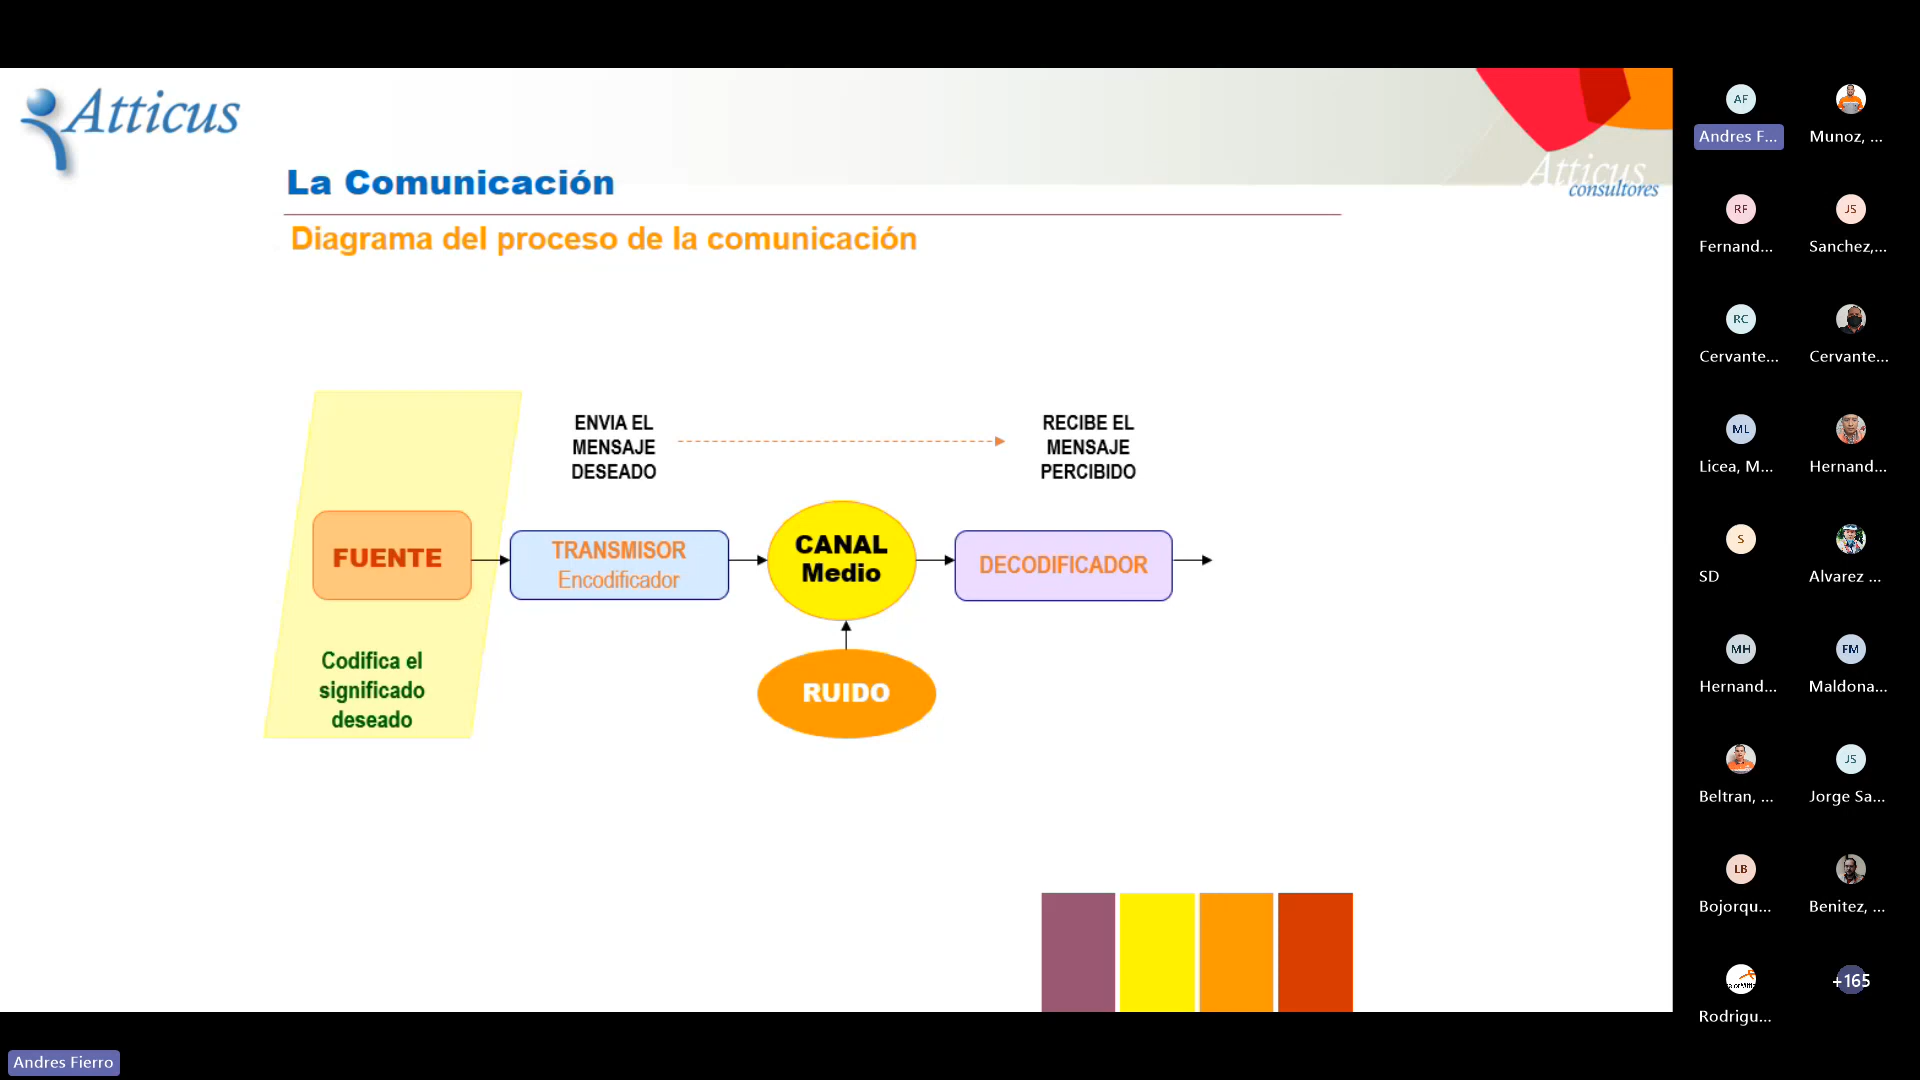 Atticus
Atticus
consultores
La Comunicación
Diagrama del proceso de la comunicación
ENVIA EL
MENSAJE
DESEADO
RECIBE EL
MENSAJE
PERCIBIDO
FUENTE
TRANSMISOR
Encodificador
CANAL
Medio
DECODIFICADOR
RUIDO
Codifica el
significado
deseado
AF
Andres F...
Munoz, ...
RF
Fernand...
JS
Sanchez,...
RC
Cervante...
Cervante...
ML
Licea, M...
Hernand...
S
SD
Alvarez ...
MH
Hernand...
FM
Maldona...
Beltran, ...
JS
Jorge Sa...
LB
Bojorqu...
Benitez, ...
Rodrigu...
+165
Andres Fierro